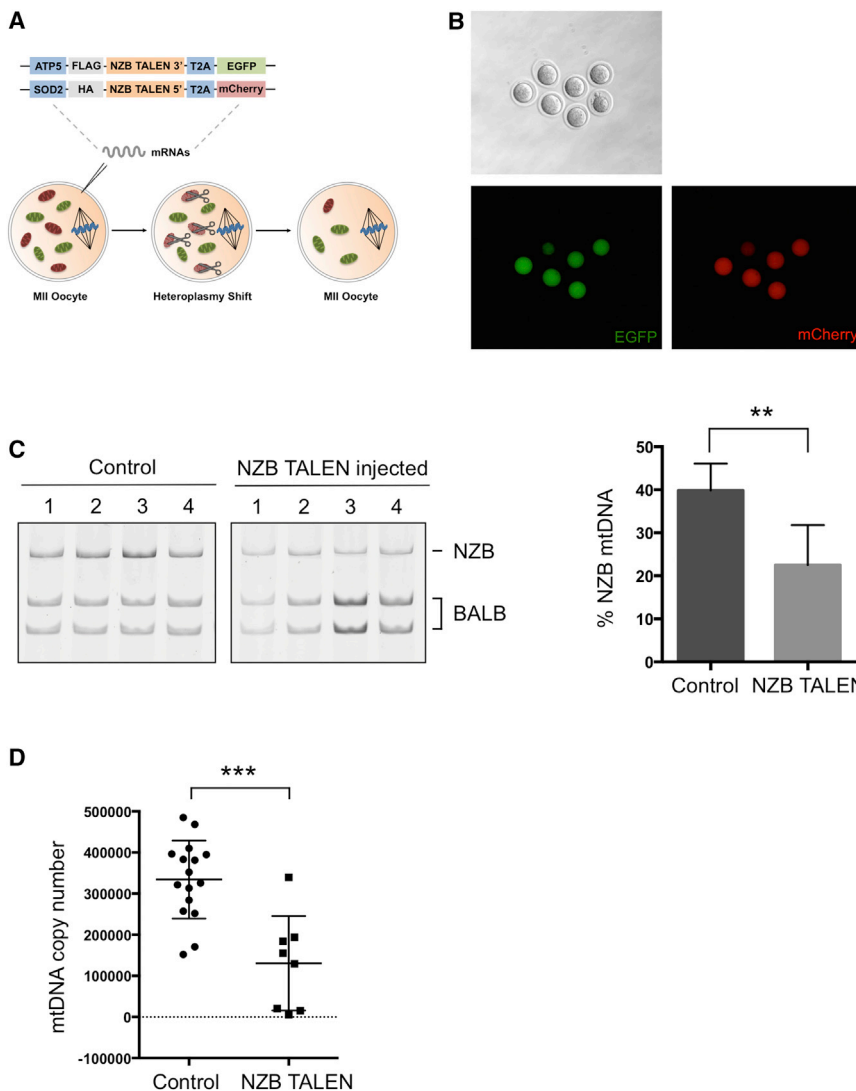 A
ATP5 FLAG NZB TALEN 3' T2A EGFP
SOD2 HA NZB TALEN 5' T2A mCherry
mRNAs
MII Oocyte Heteroplasmy Shift MII Oocyte
B
EGFP mCherry
C
Control NZB TALEN injected
1 2 3 4 1 2 3 4
NZB
BALB
**
% NZB mtDNA
50
40
30
20
10
0
Control NZB TALEN
D
***
mtDNA copy number
500000
400000
300000
200000
100000
0
-100000
Control NZB TALEN